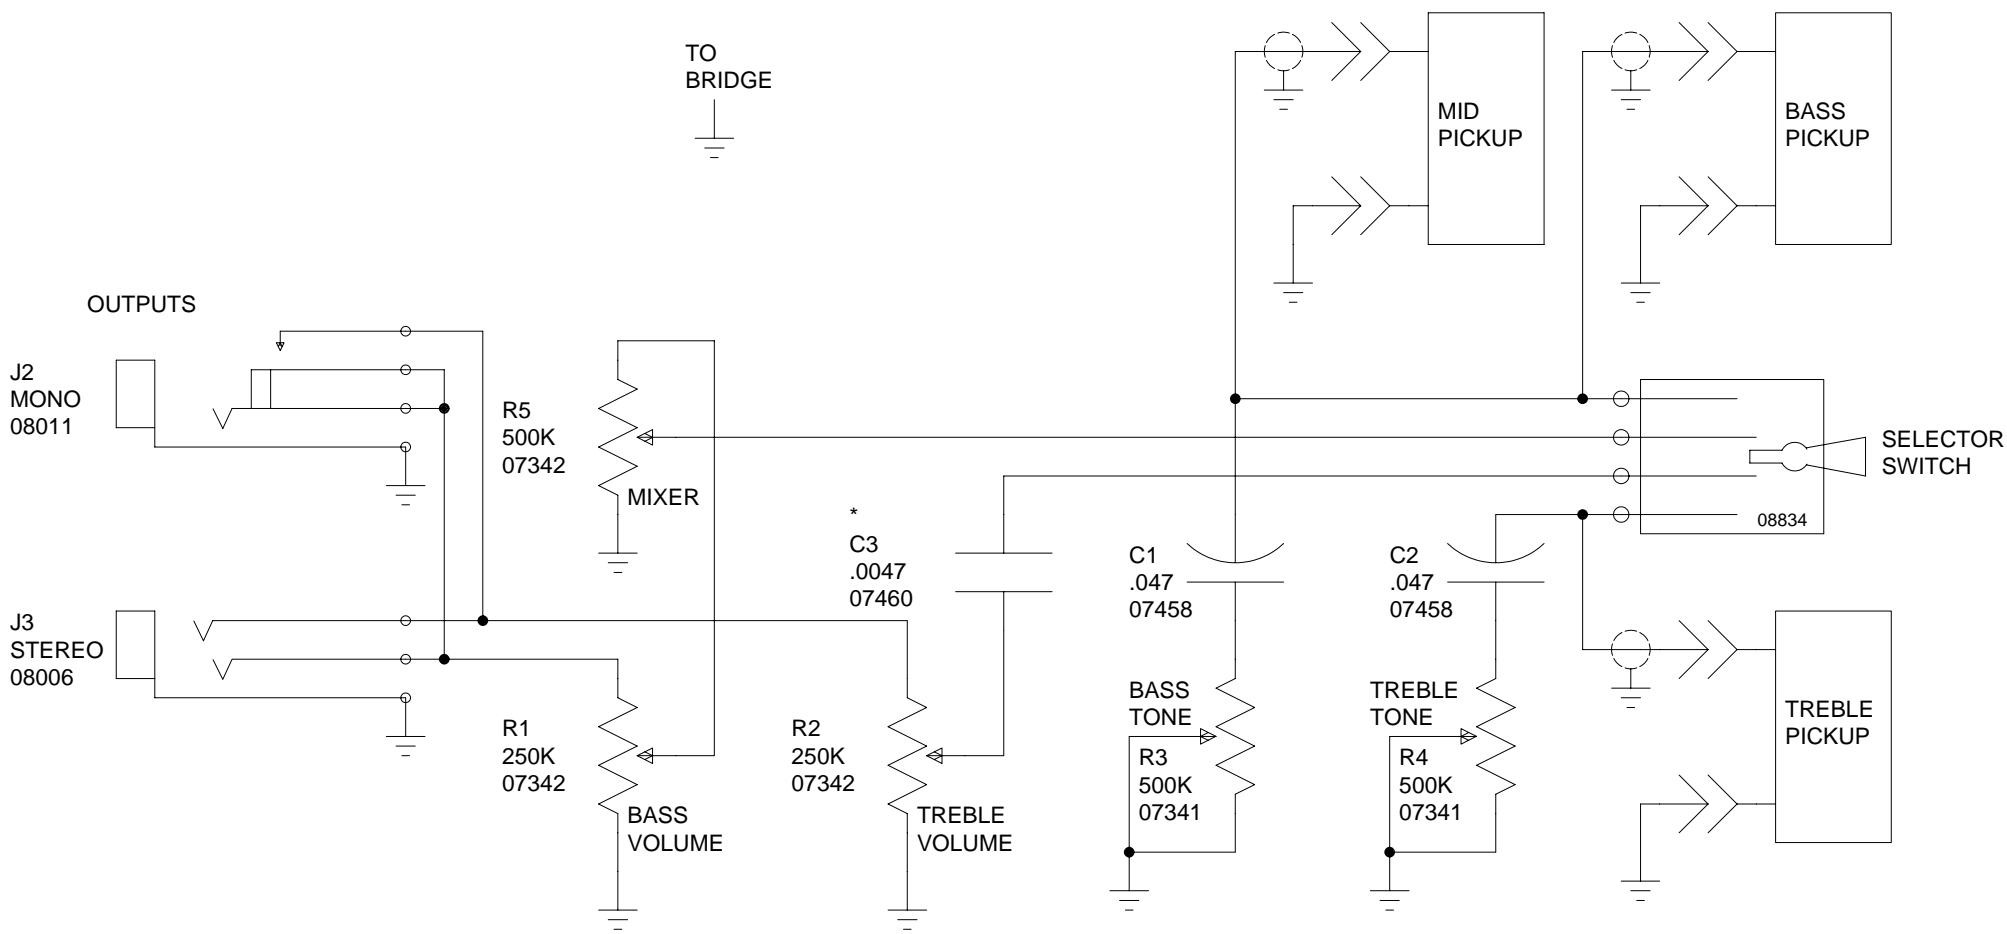 TO
BRIDGE
MID
PICKUP
BASS
PICKUP
OUTPUTS
J2
MONO
08011
R5
500K
07342
MIXER
SELECTOR
SWITCH
08834
*
C3
.0047
07460
C1
.047
07458
C2
.047
07458
J3
STEREO
08006
R1
250K
07342
BASS
VOLUME
R2
250K
07342
TREBLE
VOLUME
BASS
TONE
R3
500K
07341
TREBLE
TONE
R4
500K
07341
TREBLE
PICKUP